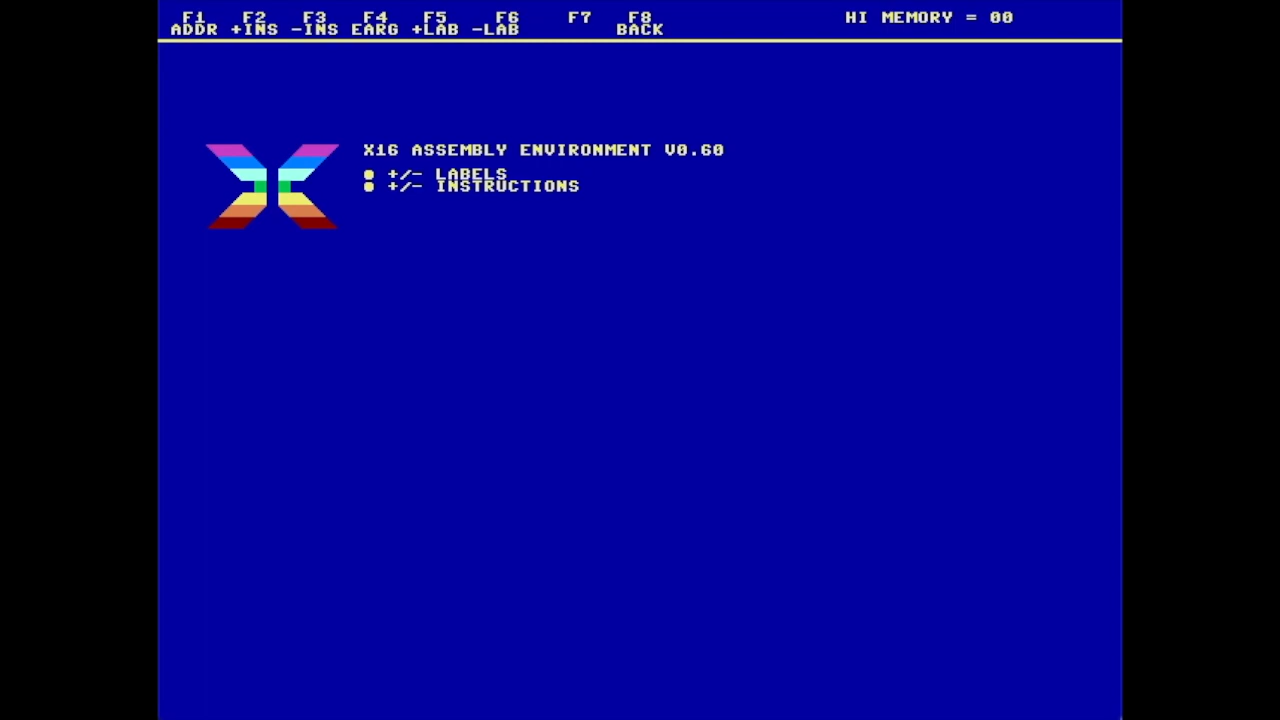 F1 F2 F3 F4 F5 F6 F7 F8 HI MEMORY = 00
ADDR +INS -INS EARG +LAB -LAB BACK
X16 ASSEMBLY ENVIRONMENT V0.60
● +/- LABELS
● +/- INSTRUCTIONS